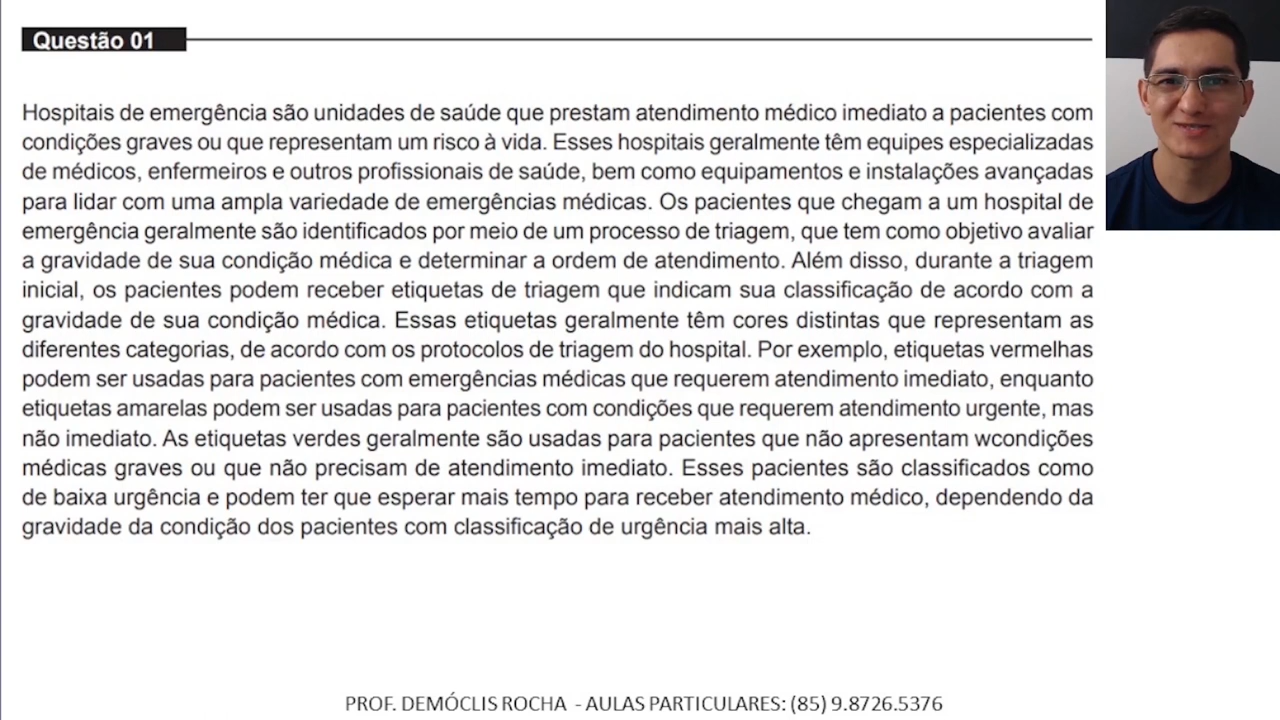 Questão 01
Hospitais de emergência são unidades de saúde que prestam atendimento médico imediato a pacientes com
condições graves ou que representam um risco à vida. Esses hospitais geralmente têm equipes especializadas
de médicos, enfermeiros e outros profissionais de saúde, bem como equipamentos e instalações avançadas
para lidar com uma ampla variedade de emergências médicas. Os pacientes que chegam a um hospital de
emergência geralmente são identificados por meio de um processo de triagem, que tem como objetivo avaliar
a gravidade de sua condição médica e determinar a ordem de atendimento. Além disso, durante a triagem
inicial, os pacientes podem receber etiquetas de triagem que indicam sua classificação de acordo com a
gravidade de sua condição médica. Essas etiquetas geralmente têm cores distintas que representam as
diferentes categorias, de acordo com os protocolos de triagem do hospital. Por exemplo, etiquetas vermelhas
podem ser usadas para pacientes com emergências médicas que requerem atendimento imediato, enquanto
etiquetas amarelas podem ser usadas para pacientes com condições que requerem atendimento urgente, mas
não imediato. As etiquetas verdes geralmente são usadas para pacientes que não apresentam wcondições
médicas graves ou que não precisam de atendimento imediato. Esses pacientes são classificados como
de baixa urgência e podem ter que esperar mais tempo para receber atendimento médico, dependendo da
gravidade da condição dos pacientes com classificação de urgência mais alta.
PROF. DEMÓCLIS ROCHA - AULAS PARTICULARES: (85) 9.8726.5376